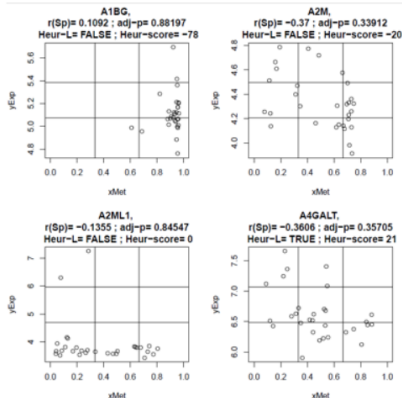 A1BG,
r(Sp)= 0.1092 ; adj-p= 0.88197
Heur-L= FALSE ; Heur-score= −78
yExp
4.8 5.0 5.2 5.4 5.6
0.0 0.2 0.4 0.6 0.8 1.0
xMet
A2M,
r(Sp)= −0.37 ; adj-p= 0.33912
Heur-L= FALSE ; Heur-score= −20
yExp
4.0 4.2 4.4 4.6 4.8
0.0 0.2 0.4 0.6 0.8 1.0
xMet
A2ML1,
r(Sp)= −0.1355 ; adj-p= 0.84547
Heur-L= FALSE ; Heur-score= 0
yExp
4 5 6 7
0.0 0.2 0.4 0.6 0.8 1.0
xMet
A4GALT,
r(Sp)= −0.3606 ; adj-p= 0.35705
Heur-L= TRUE ; Heur-score= 21
yExp
6.0 6.5 7.0 7.5
0.0 0.2 0.4 0.6 0.8 1.0
xMet